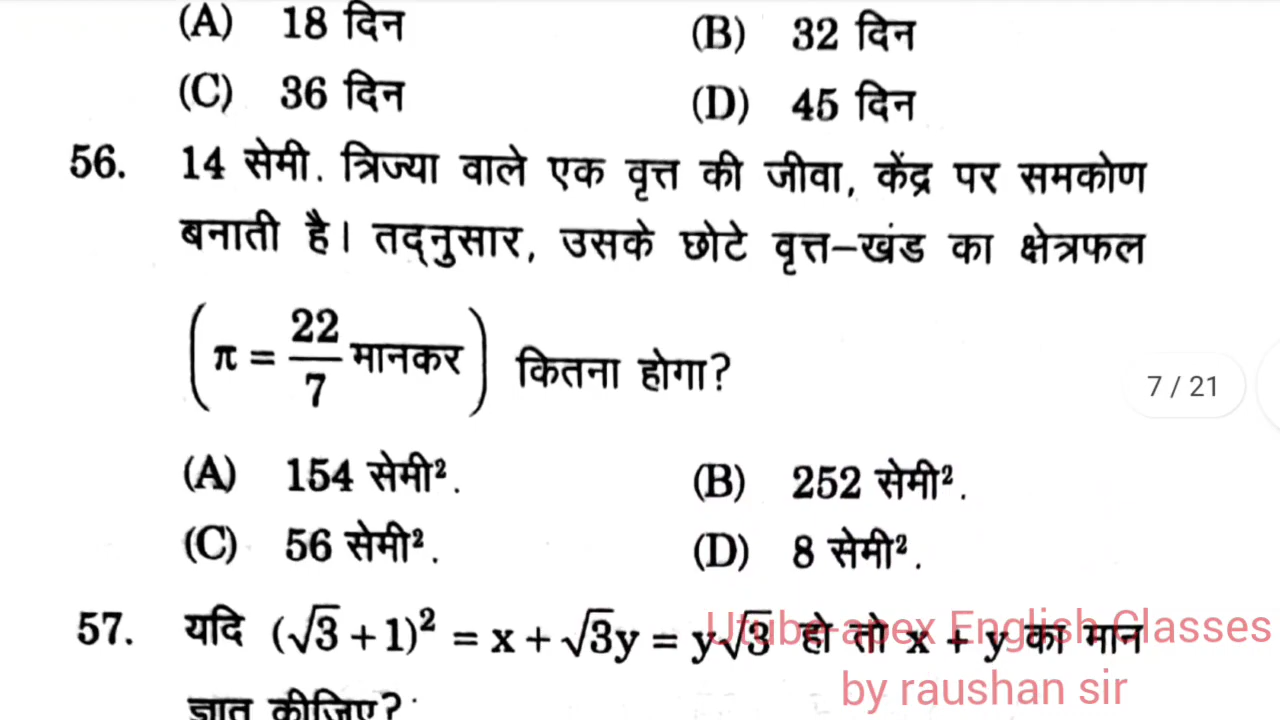 (A) 18 दिन (B) 32 दिन
(C) 36 दिन (D) 45 दिन
56. 14 सेमी. त्रिज्या वाले एक वृत्त की जीवा, केंद्र पर समकोण
बनाती है। तद्नुसार, उसके छोटे वृत्त-खंड का क्षेत्रफल
(π = 22/7 मानकर) कितना होगा?
7 / 21
(A) 154 सेमी². (B) 252 सेमी².
(C) 56 सेमी². (D) 8 सेमी².
57. यदि (√3 + 1)² = x + √3y = y√3 हो तो x + y का मान
Utube-apex English Classes
by raushan sir
ज्ञात कीजिए?